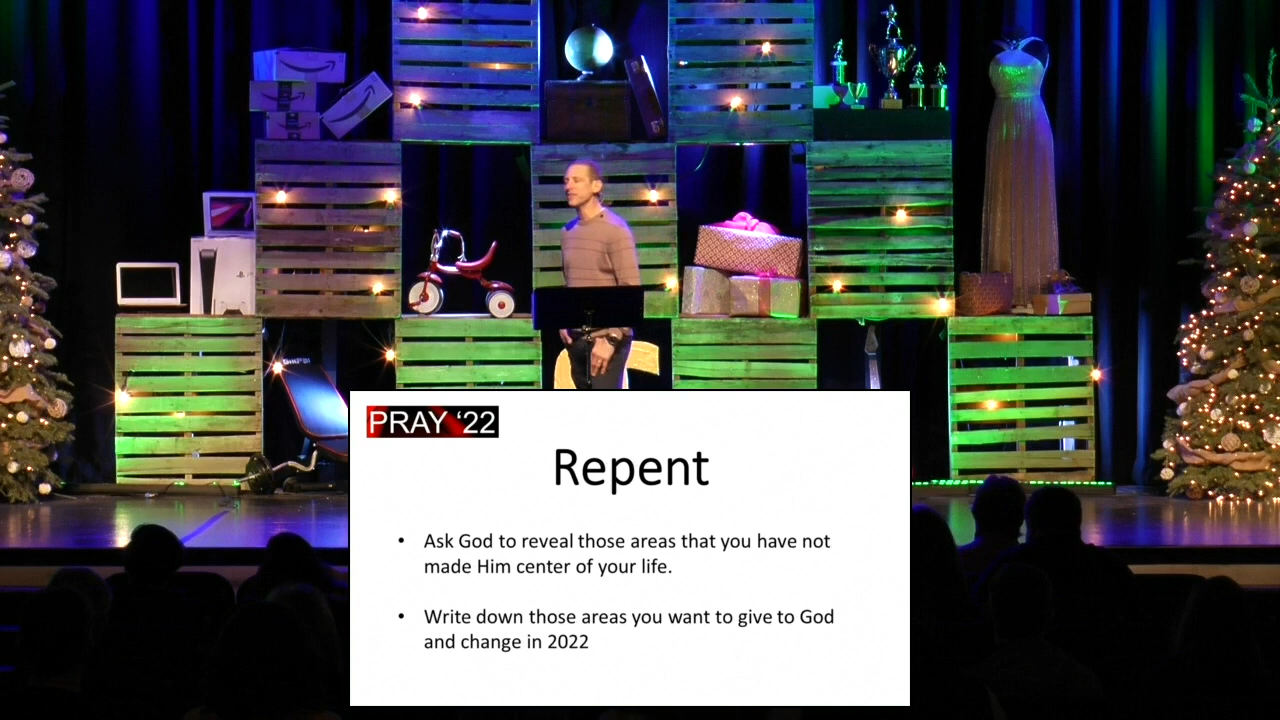 PRAY ‘22
Repent
• Ask God to reveal those areas that you have not
made Him center of your life.
• Write down those areas you want to give to God
and change in 2022